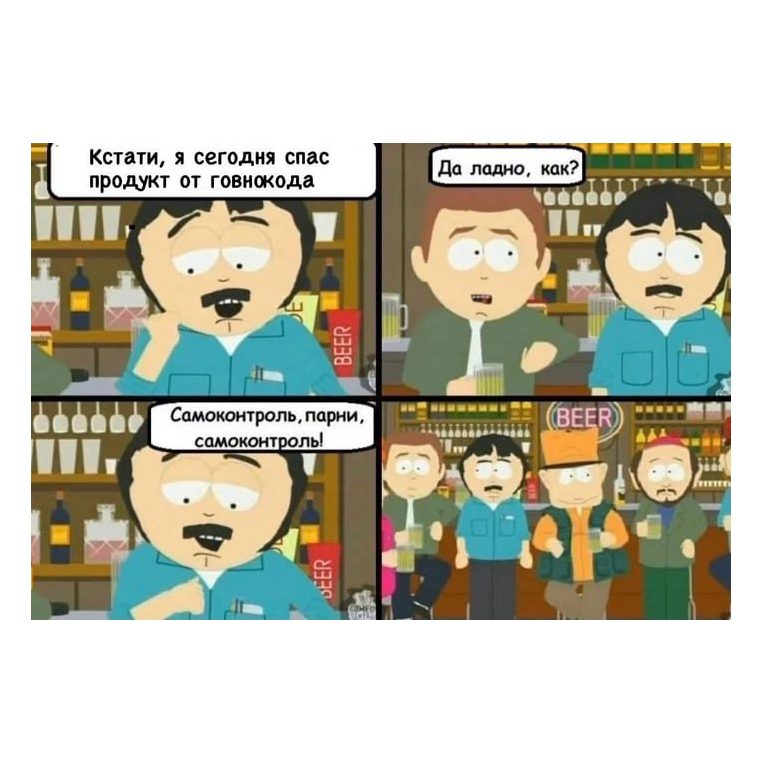 Кстати, я сегодня спас
продукт от говнокода
Да ладно, как?
BEER
Самоконтроль, парни,
самоконтроль!
BEER
BEER